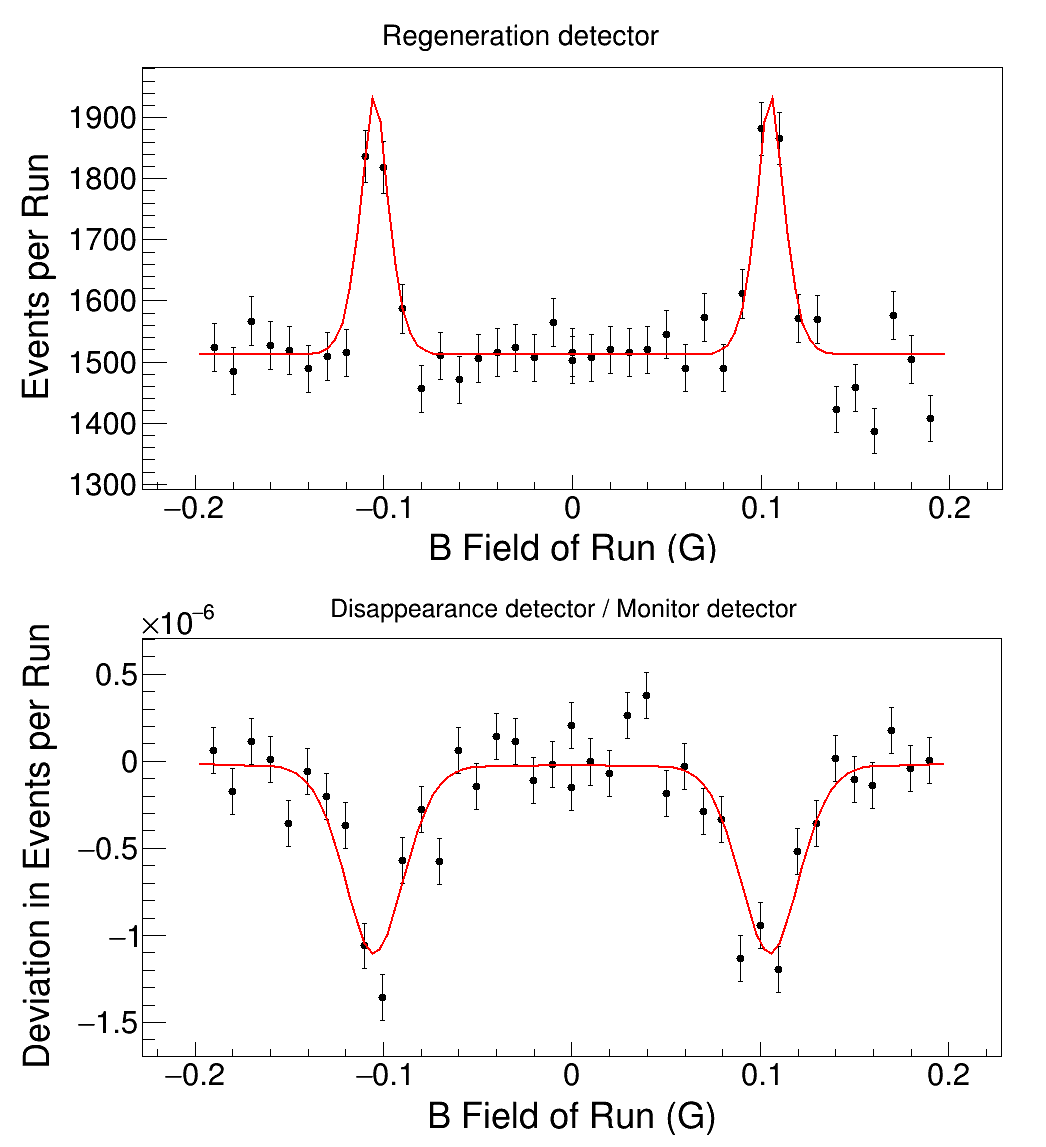 Regeneration detector
Events per Run
1900
1800
1700
1600
1500
1400
1300
−0.2 −0.1 0 0.1 0.2
B Field of Run (G)
Disappearance detector / Monitor detector
×10⁻⁶
Deviation in Events per Run
0.5
0
−0.5
−1
−1.5
−0.2 −0.1 0 0.1 0.2
B Field of Run (G)